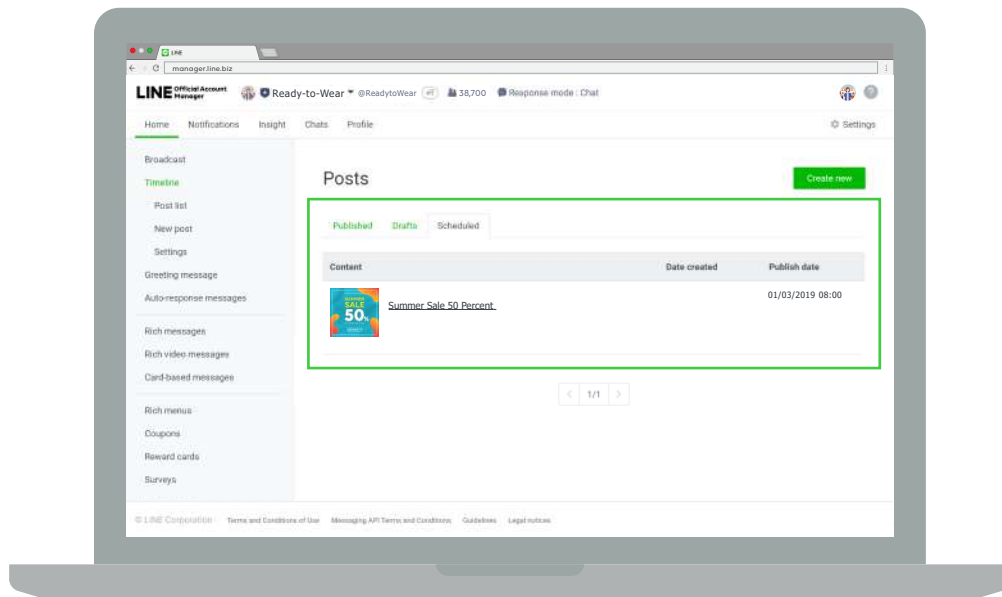 LINE
manager.line.biz
LINE Official Account Manager Ready-to-Wear @ReadytoWear 38,700 Response mode : Chat
Home Notifications Insight Chats Profile Settings
Broadcast
Timeline
Post list
New post
Settings
Greeting message
Auto-response messages
Rich messages
Rich video messages
Card-based messages
Rich menus
Coupons
Reward cards
Surveys
Posts Create new
Published Drafts Scheduled
Content Date created Publish date
SUMMER
SALE
50%
Summer Sale 50 Percent 01/03/2019 08:00
1/1
© LINE Corporation Terms and Conditions of Use Messaging API Terms and Conditions Guidelines Legal notices